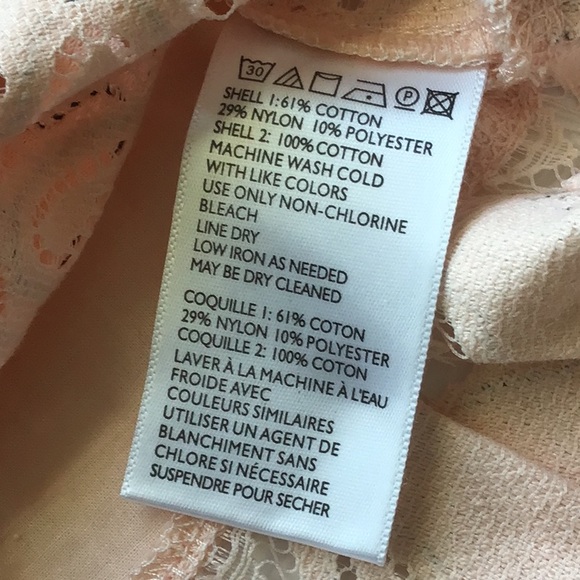 30 P
SHELL 1: 61% COTTON
29% NYLON 10% POLYESTER
SHELL 2: 100% COTTON
MACHINE WASH COLD
WITH LIKE COLORS
USE ONLY NON-CHLORINE
BLEACH
LINE DRY
LOW IRON AS NEEDED
MAY BE DRY CLEANED
COQUILLE 1: 61% COTON
29% NYLON 10% POLYESTER
COQUILLE 2: 100% COTON
LAVER À LA MACHINE À L'EAU
FROIDE AVEC
COULEURS SIMILAIRES
UTILISER UN AGENT DE
BLANCHIMENT SANS
CHLORE SI NÉCESSAIRE
SUSPENDRE POUR SECHER